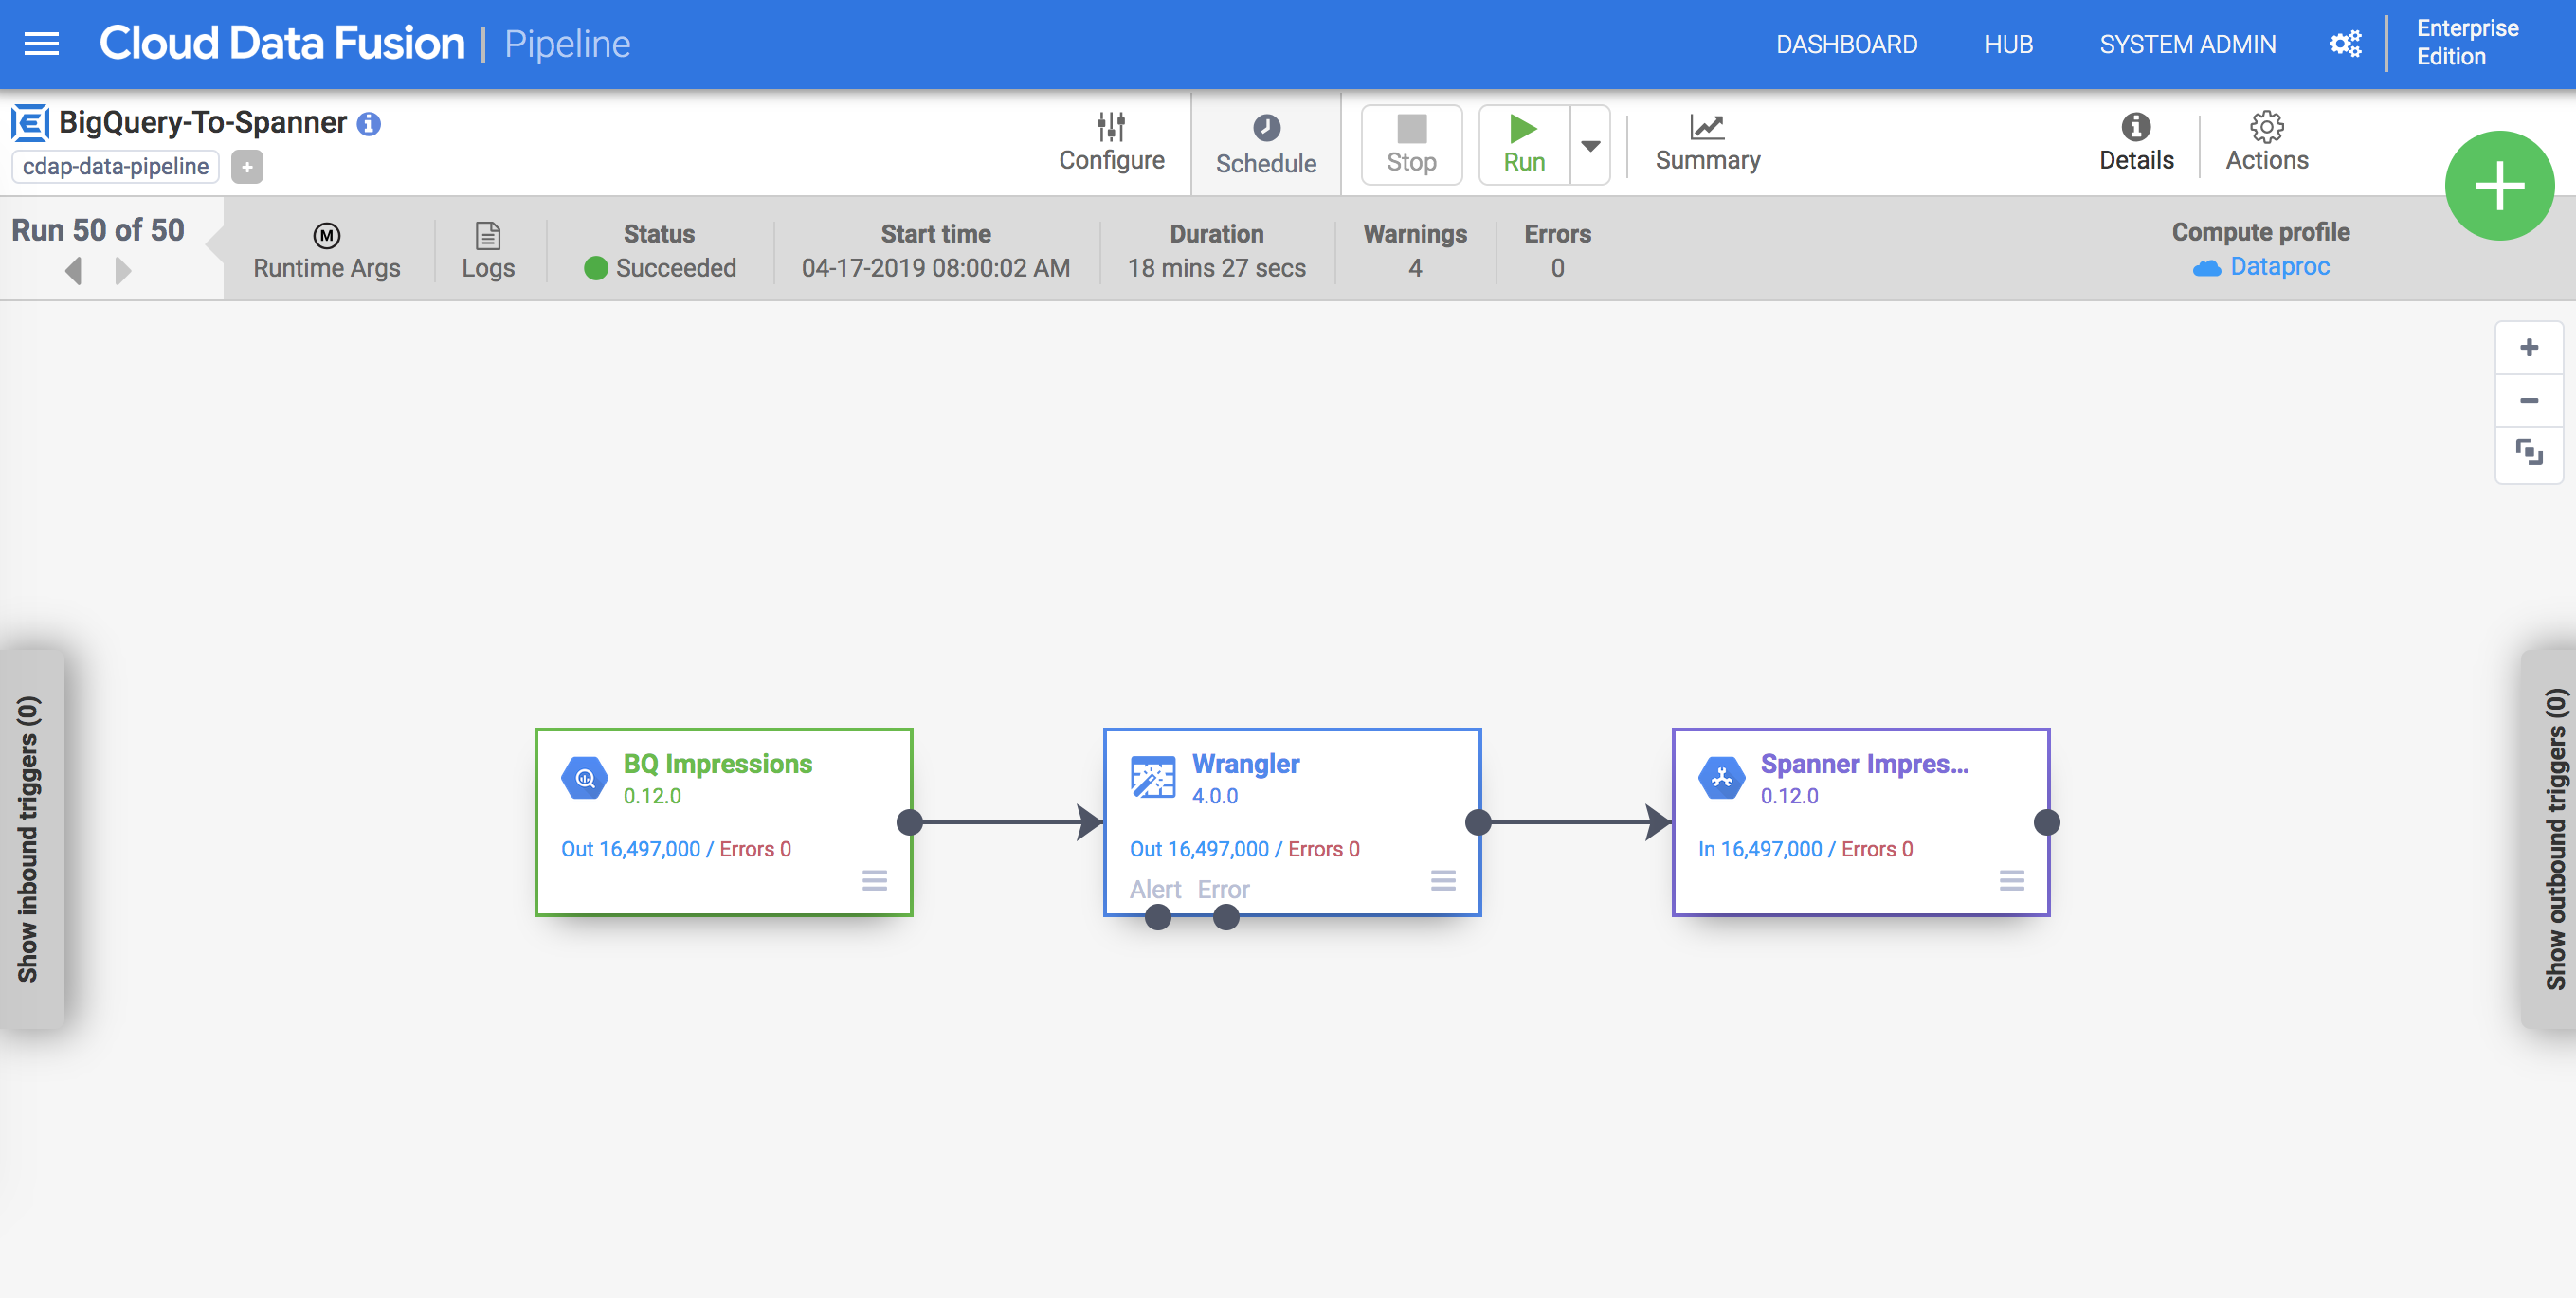 Cloud Data Fusion | Pipeline
DASHBOARD
HUB
SYSTEM ADMIN
Enterprise
Edition
BigQuery-To-Spanner
cdap-data-pipeline
Configure
Schedule
Stop
Run
Summary
Details
Actions
Run 50 of 50
Runtime Args
Logs
Status
Succeeded
Start time
04-17-2019 08:00:02 AM
Duration
18 mins 27 secs
Warnings
4
Errors
0
Compute profile
Dataproc
Show inbound triggers (0)
BQ Impressions
0.12.0
Out 16,497,000 / Errors 0
Wrangler
4.0.0
Out 16,497,000 / Errors 0
Alert Error
Spanner Impres...
0.12.0
In 16,497,000 / Errors 0
Show outbound triggers (0)